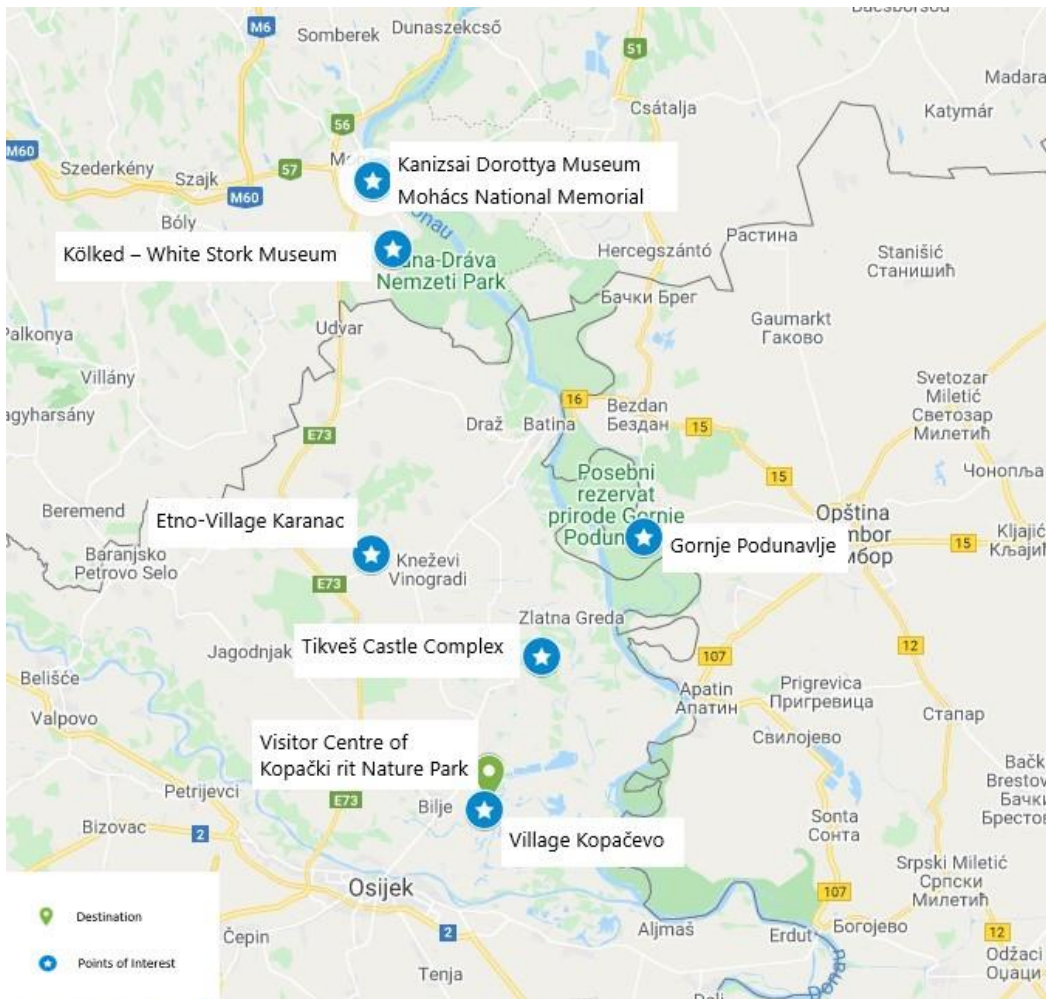 Somberek
Dunaszekcső
M6
51
Madara
Csátalja
Katymár
56
M60
Szederkény
Szajk
57
M60
Bóly
Kanizsai Dorottya Museum
Mohács National Memorial
Растина
Hercegszántó
Kölked – White Stork Museum
Nemzeti Park
Stanišić
Станишић
Бачки Брег
Udvar
Gaumarkt
Гаково
Villány
Svetozar
Miletić
Светозар
Милетић
16
Draž
Batina
Bezdan
Бездан
15
E73
15
Чонопља
Posebni
rezervat
prirode Gornje
Beremend
Etno-Village Karanac
Opština
Baranjsko
Petrovo Selo
Kneževi
Vinogradi
Gornje Podunavlje
15
E73
Zlatna Greda
Tikveš Castle Complex
Jagodnjak
107
12
Belišće
Valpovo
Apatin
Апатин
Prigrevica
Пригревица
Стапар
Свилојево
Visitor Centre of
Kopački rit Nature Park
Petrijevci
E73
Bilje
Bizovac
2
Village Kopačevo
Sonta
Сонта
Srpski Miletić
Српски
Милетић
Osijek
107
Destination
Čepin
2
Aljmaš
Erdut
Богојево
12
Points of Interest
Tenja
Donau
Odžaci
Оџаци